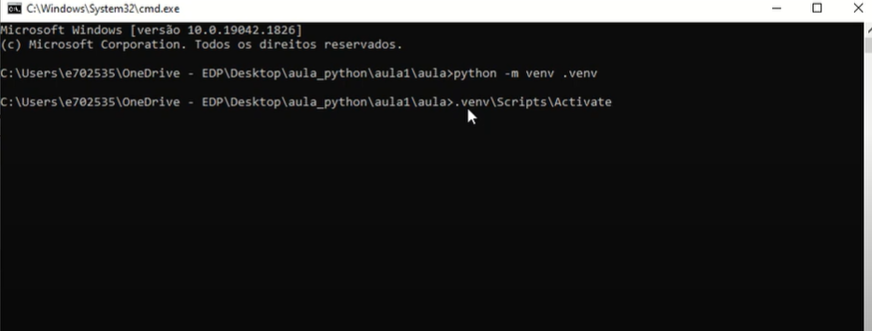 C:\Windows\System32\cmd.exe
Microsoft Windows [versão 10.0.19042.1826]
(c) Microsoft Corporation. Todos os direitos reservados.
C:\Users\e702535\OneDrive - EDP\Desktop\aula_python\aula1\aula>python -m venv .venv
C:\Users\e702535\OneDrive - EDP\Desktop\aula_python\aula1\aula>.venv\Scripts\Activate